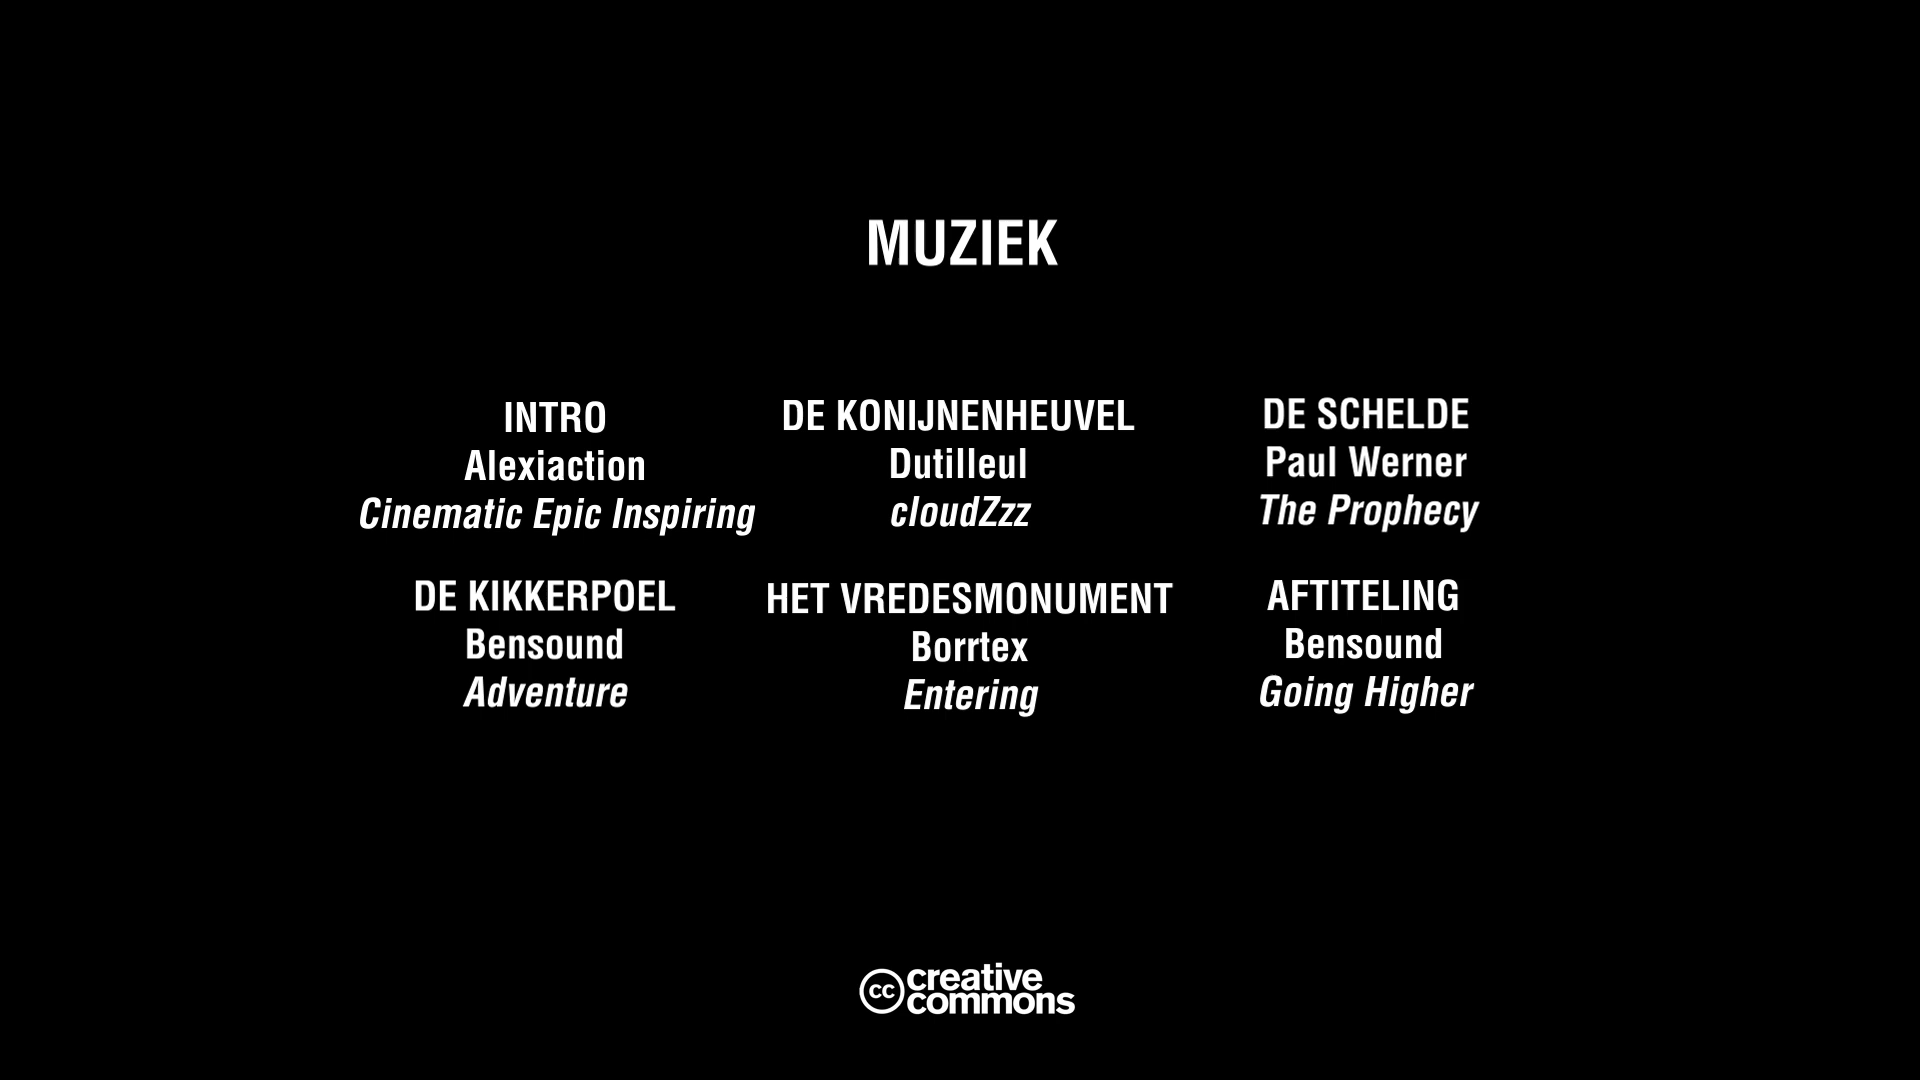 MUZIEK
INTRO
Alexiaction
Cinematic Epic Inspiring
DE KONIJNENHEUVEL
Dutilleul
cloudZzz
DE SCHELDE
Paul Werner
The Prophecy
DE KIKKERPOEL
Bensound
Adventure
HET VREDESMONUMENT
Borrtex
Entering
AFTITELING
Bensound
Going Higher
cc creative
commons